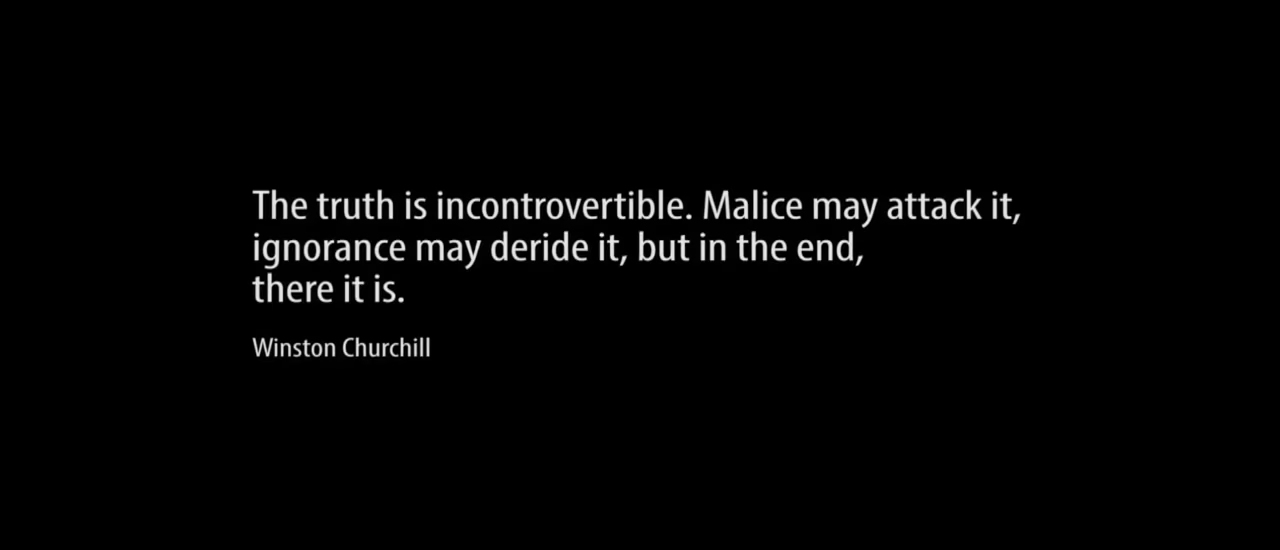 The truth is incontrovertible. Malice may attack it,
ignorance may deride it, but in the end,
there it is.
Winston Churchill